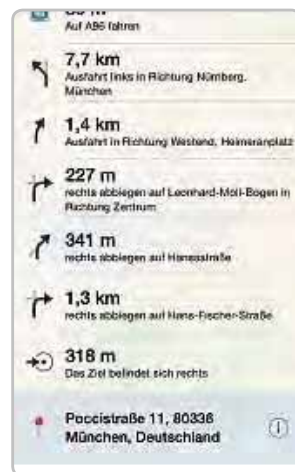 Auf A96 fahren
7,7 km
Ausfahrt links in Richtung Nürnberg,
München
1,4 km
Ausfahrt in Richtung Westend, Heimeranplatz
227 m
rechts abbiegen auf Leonhard-Moll-Bogen in
Richtung Zentrum
341 m
rechts abbiegen auf Hansastraße
1,3 km
rechts abbiegen auf Hans-Fischer-Straße
318 m
Das Ziel befindet sich rechts
Poccistraße 11, 80336
München, Deutschland